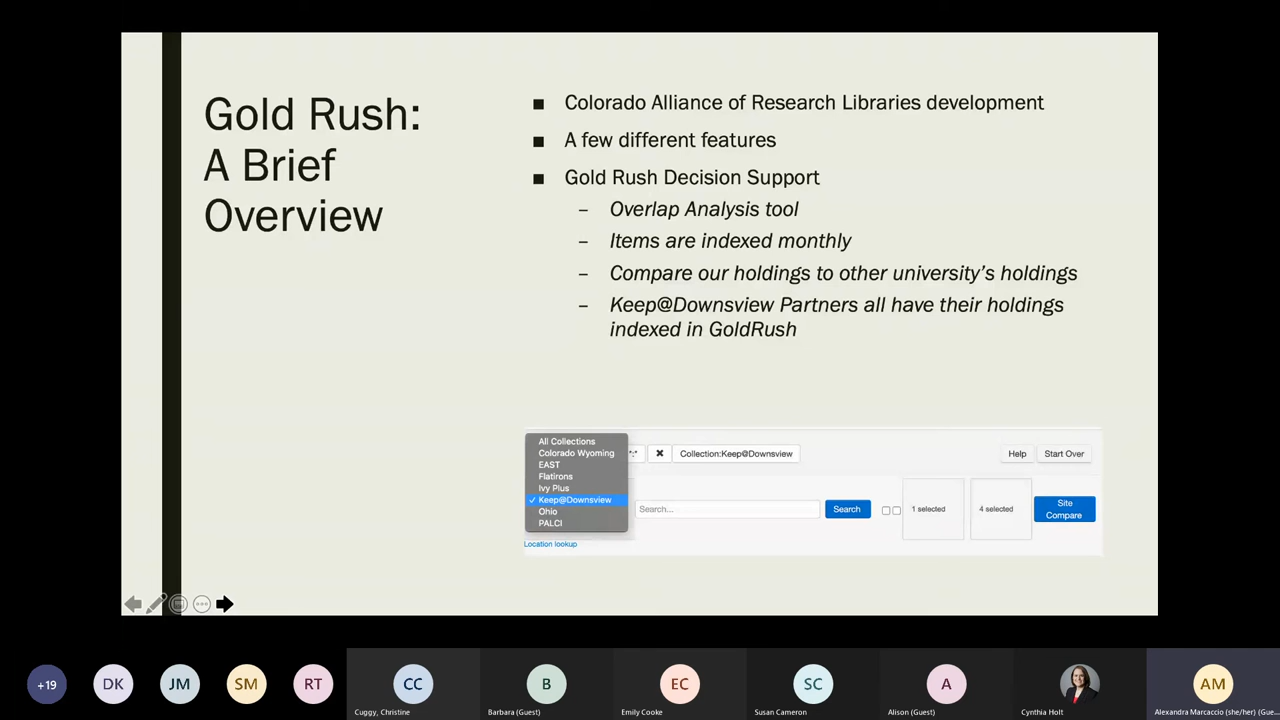 Gold Rush:
A Brief
Overview
■ Colorado Alliance of Research Libraries development
■ A few different features
■ Gold Rush Decision Support
– Overlap Analysis tool
– Items are indexed monthly
– Compare our holdings to other university's holdings
– Keep@Downsview Partners all have their holdings
indexed in GoldRush
All Collections
Colorado Wyoming
EAST
Flatirons
Ivy Plus
✓ Keep@Downsview
Ohio
PALCI
*:*
✖ Collection:Keep@Downsview
Help
Start Over
Search...
Search
1 selected
4 selected
Site
Compare
Location lookup
+19
DK
JM
SM
RT
CC
Cuggy, Christine
B
Barbara (Guest)
EC
Emily Cooke
SC
Susan Cameron
A
Alison (Guest)
Cynthia Holt
AM
Alexandra Marcaccio (she/her) (Gue...